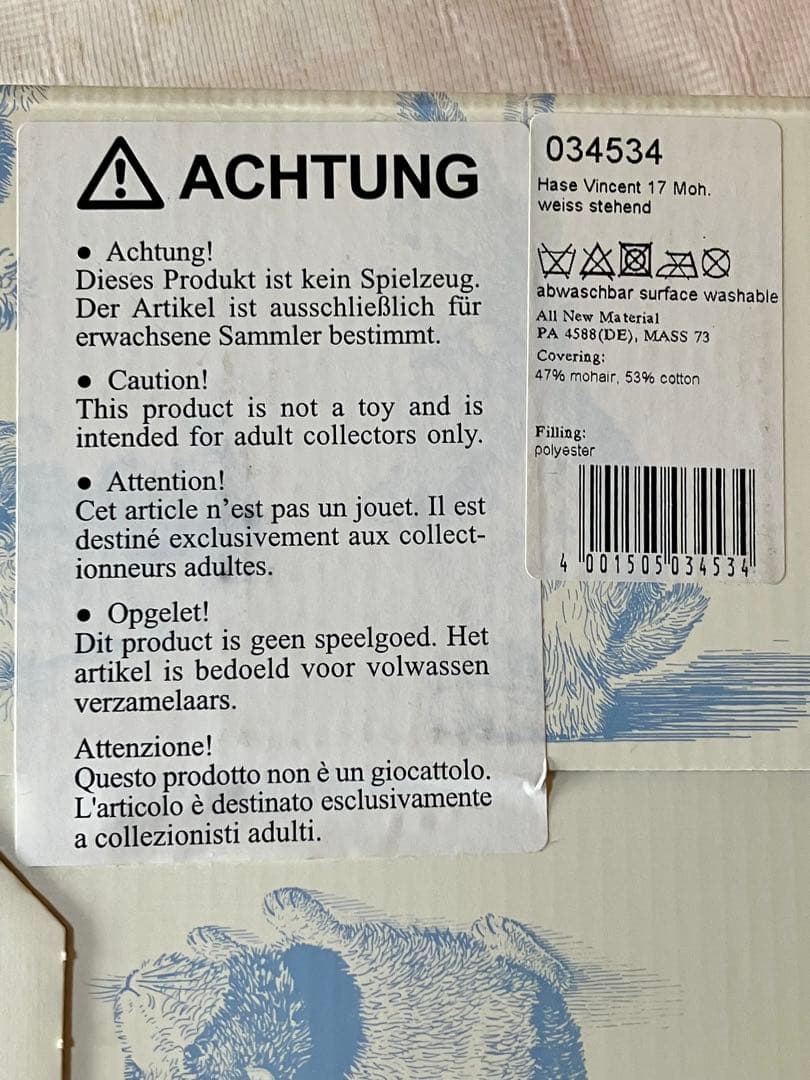 ACHTUNG
● Achtung!
Dieses Produkt ist kein Spielzeug.
Der Artikel ist ausschließlich für
erwachsene Sammler bestimmt.
● Caution!
This product is not a toy and is
intended for adult collectors only.
● Attention!
Cet article n’est pas un jouet. Il est
destiné exclusivement aux collect-
ionneurs adultes.
● Opgelet!
Dit product is geen speelgoed. Het
artikel is bedoeld voor volwassen
verzamelaars.
Attenzione!
Questo prodotto non è un giocattolo.
L'articolo è destinato esclusivamente
a collezionisti adulti.
034534
Hase Vincent 17 Moh.
weiss stehend
abwaschbar surface washable
All New Material
PA 4588(DE), MASS 73
Covering:
47% mohair, 53% cotton
Filling:
polyester
4 001505 034534